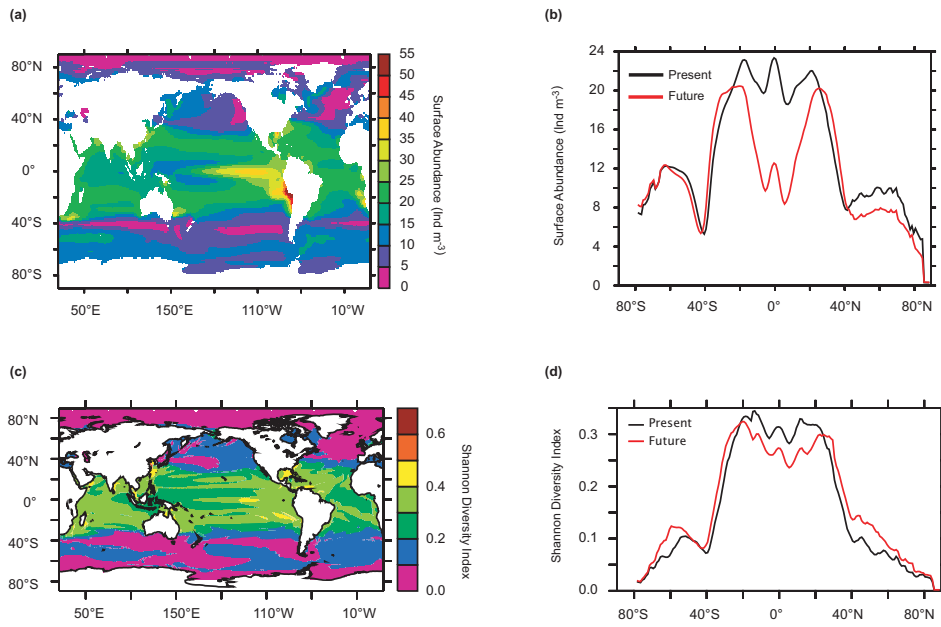 (a)
80°N
40°N
0°
40°S
80°S
50°E
150°E
110°W
10°W
55
50
45
40
35
30
25
20
15
10
5
0
Surface Abundance (Ind m⁻³)
(b)
24
20
16
12
8
4
0
Surface Abundance (Ind m⁻³)
Present
Future
80°S
40°S
0°
40°N
80°N
(c)
80°N
40°N
0°
40°S
80°S
50°E
150°E
110°W
10°W
0.6
0.4
0.2
0.0
Shannon Diversity Index
(d)
0.3
0.2
0.1
0.0
Shannon Diversity Index
Present
Future
80°S
40°S
0°
40°N
80°N